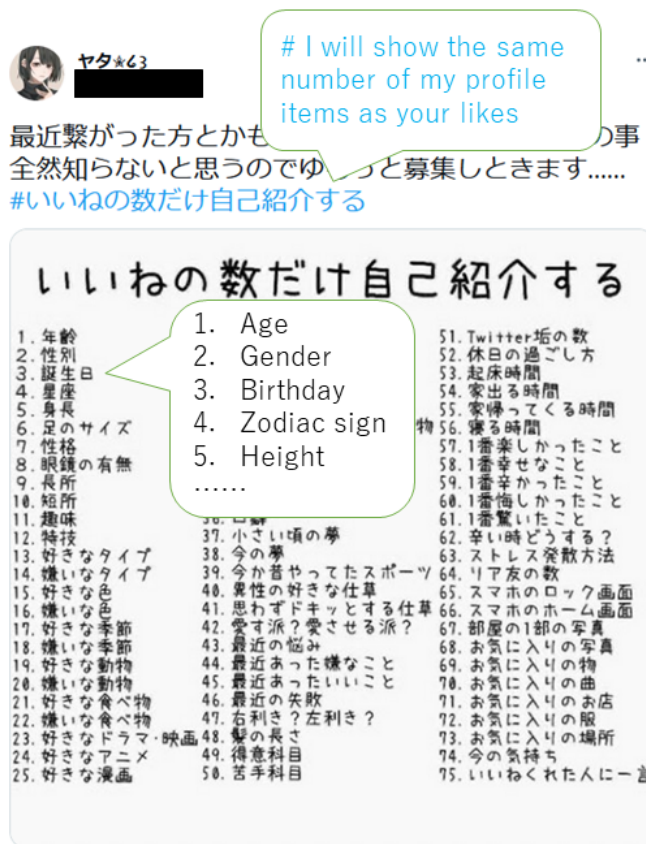 ヤタ✯63
# I will show the same
number of my profile
items as your likes
最近繋がった方とかも
の事
全然知らないと思うのでゆ
っと募集しときます......
#いいねの数だけ自己紹介する
いいねの数だけ自己紹介する
1. 年齢
2. 性別
3. 誕生日
4. 星座
5. 身長
6. 足のサイズ
7. 性格
8. 眼鏡の有無
9. 長所
10. 短所
11. 趣味
12. 特技
13. 好きなタイプ
14. 嫌いなタイプ
15. 好きな色
16. 嫌いな色
17. 好きな季節
18. 嫌いな季節
19. 好きな動物
20. 嫌いな動物
21. 好きな食べ物
22. 嫌いな食べ物
23. 好きなドラマ・映画
24. 好きなアニメ
25. 好きな漫画
1. Age
2. Gender
3. Birthday
4. Zodiac sign
5. Height
……
物
36. 口癖
37. 小さい頃の夢
38. 今の夢
39. 今か昔やってたスポーツ
40. 異性の好きな仕草
41. 思わずドキッとする仕草
42. 愛す派？愛させる派？
43. 最近の悩み
44. 最近あった嫌なこと
45. 最近あったいいこと
46. 最近の失敗
47. 右利き？左利き？
48. 髪の長さ
49. 得意科目
50. 苦手科目
51. Twitter垢の数
52. 休日の過ごし方
53. 起床時間
54. 家出る時間
55. 家帰ってくる時間
56. 寝る時間
57. 1番楽しかったこと
58. 1番幸せなこと
59. 1番辛かったこと
60. 1番悔しかったこと
61. 1番驚いたこと
62. 辛い時どうする？
63. ストレス発散方法
64. リア友の数
65. スマホのロック画面
66. スマホのホーム画面
67. 部屋の1部の写真
68. お気に入りの写真
69. お気に入りの物
70. お気に入りの曲
71. お気に入りのお店
72. お気に入りの服
73. お気に入りの場所
74. 今の気持ち
75. いいねくれた人に一言